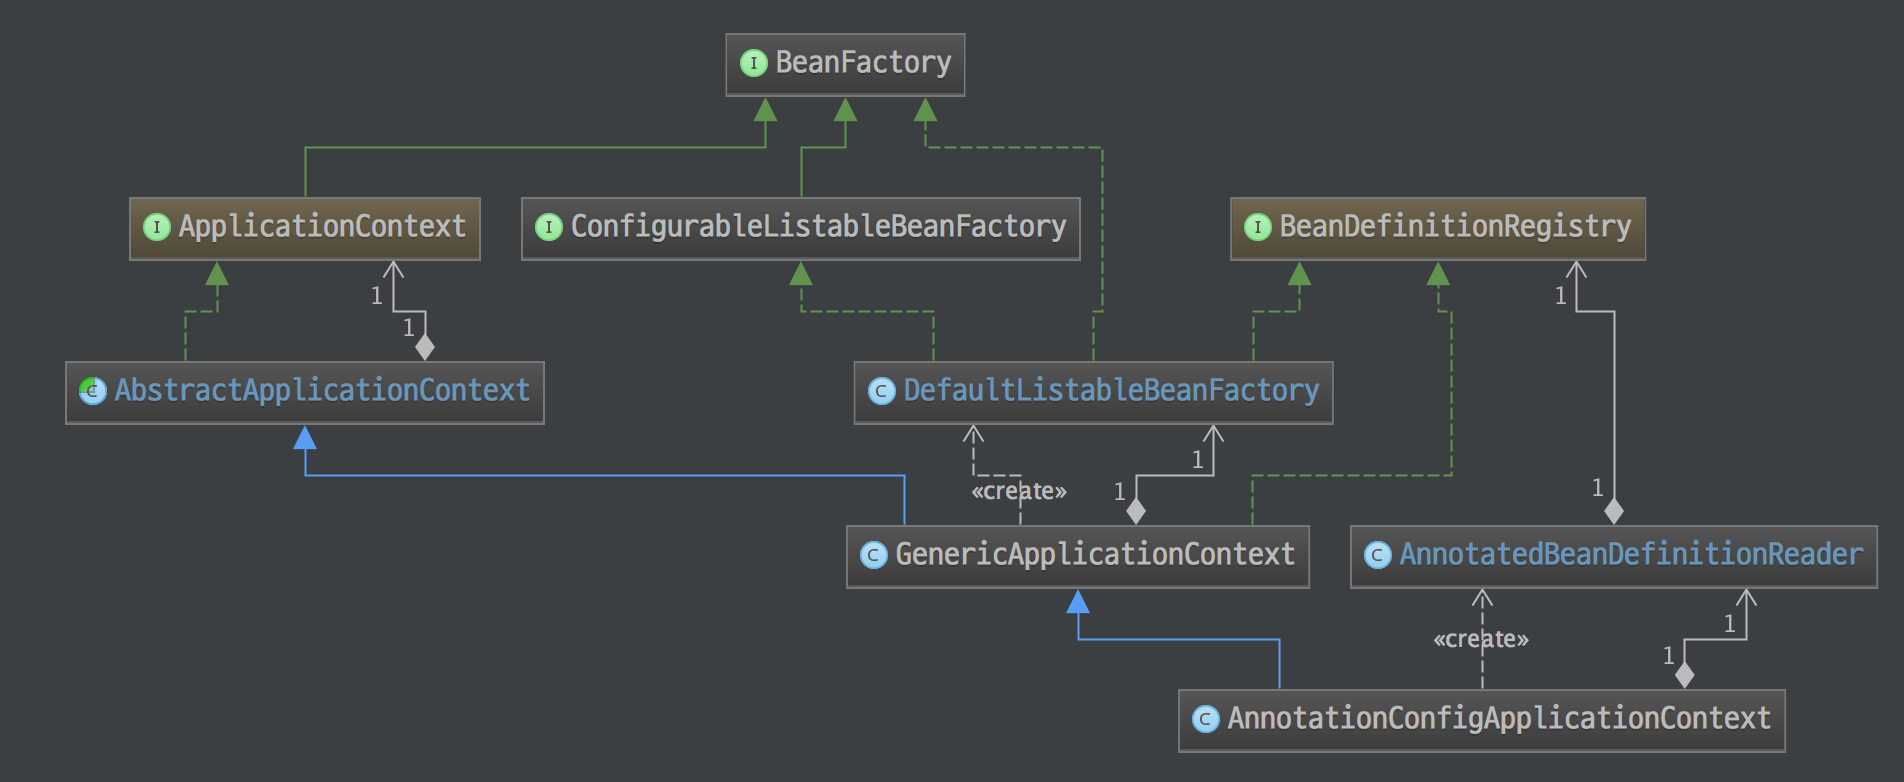 I BeanFactory
I ApplicationContext
I ConfigurableListableBeanFactory
I BeanDefinitionRegistry
1
1
1
C AbstractApplicationContext
C DefaultListableBeanFactory
1
«create»
1
1
C GenericApplicationContext
C AnnotatedBeanDefinitionReader
1
«create»
1
C AnnotationConfigApplicationContext